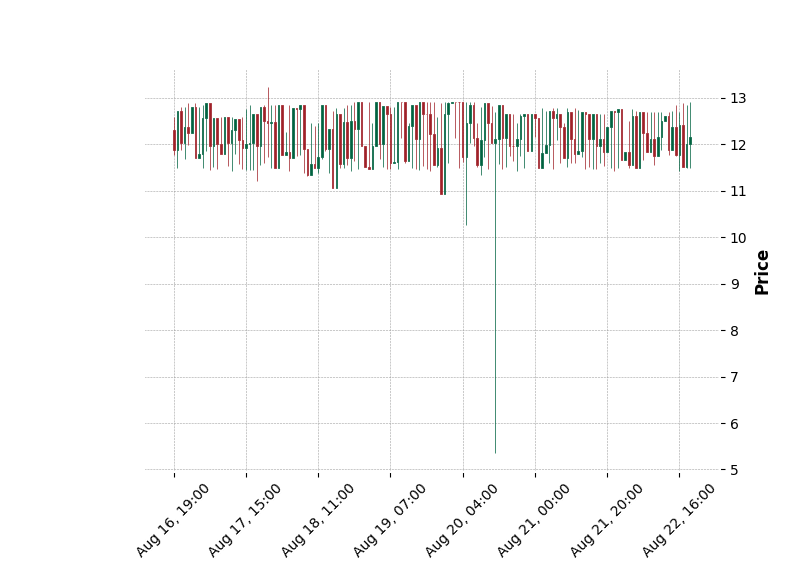 13
12
11
10
9
8
7
6
5
Price
Aug 16, 19:00
Aug 17, 15:00
Aug 18, 11:00
Aug 19, 07:00
Aug 20, 04:00
Aug 21, 00:00
Aug 21, 20:00
Aug 22, 16:00